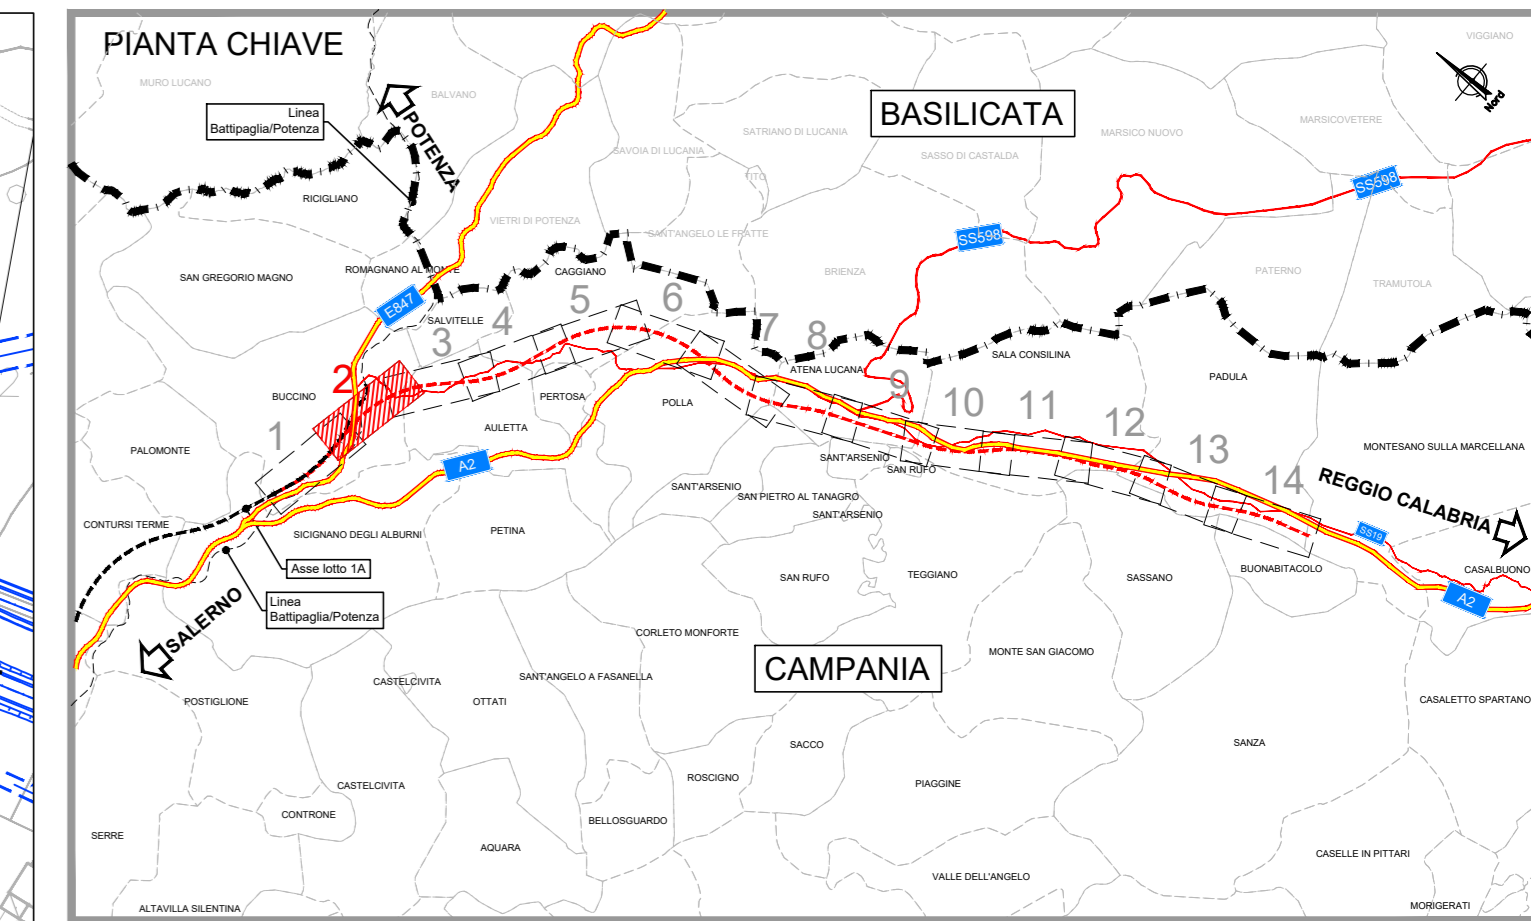 PIANTA CHIAVE
VIGGIANO
MURO LUCANO
BALVANO
Nord
Linea
Battipaglia/Potenza
POTENZA
BASILICATA
SATRIANO DI LUCANIA
MARSICO NUOVO
MARSICOVETERE
SAVOIA DI LUCANIA
SASSO DI CASTALDA
TITO
SS598
RICIGLIANO
VIETRI DI POTENZA
SANT'ANGELO LE FRATTE
SS598
SAN GREGORIO MAGNO
ROMAGNANO AL MONTE
CAGGIANO
BRIENZA
PATERNO
TRAMUTOLA
E847
SALVITELLE
3
4
5
6
7
8
SALA CONSILINA
ATENA LUCANA
PADULA
2
BUCCINO
PERTOSA
POLLA
9
10
11
12
1
AULETTA
13
PALOMONTE
A2
SANT'ARSENIO
SAN RUFO
MONTESANO SULLA MARCELLANA
14
REGGIO CALABRIA
SANT'ARSENIO
SAN PIETRO AL TANAGRO
SANT'ARSENIO
CONTURSI TERME
SICIGNANO DEGLI ALBURNI
PETINA
SS19
Asse lotto 1A
SAN RUFO
TEGGIANO
SASSANO
BUONABITACOLO
CASALBUONO
A2
Linea
Battipaglia/Potenza
SALERNO
CORLETO MONFORTE
MONTE SAN GIACOMO
CAMPANIA
CASTELCIVITA
SANT'ANGELO A FASANELLA
POSTIGLIONE
OTTATI
CASALETTO SPARTANO
SACCO
SANZA
ROSCIGNO
PIAGGINE
CASTELCIVITA
CONTRONE
BELLOSGUARDO
SERRE
AQUARA
CASELLE IN PITTARI
VALLE DELL'ANGELO
ALTAVILLA SILENTINA
MORIGERATI